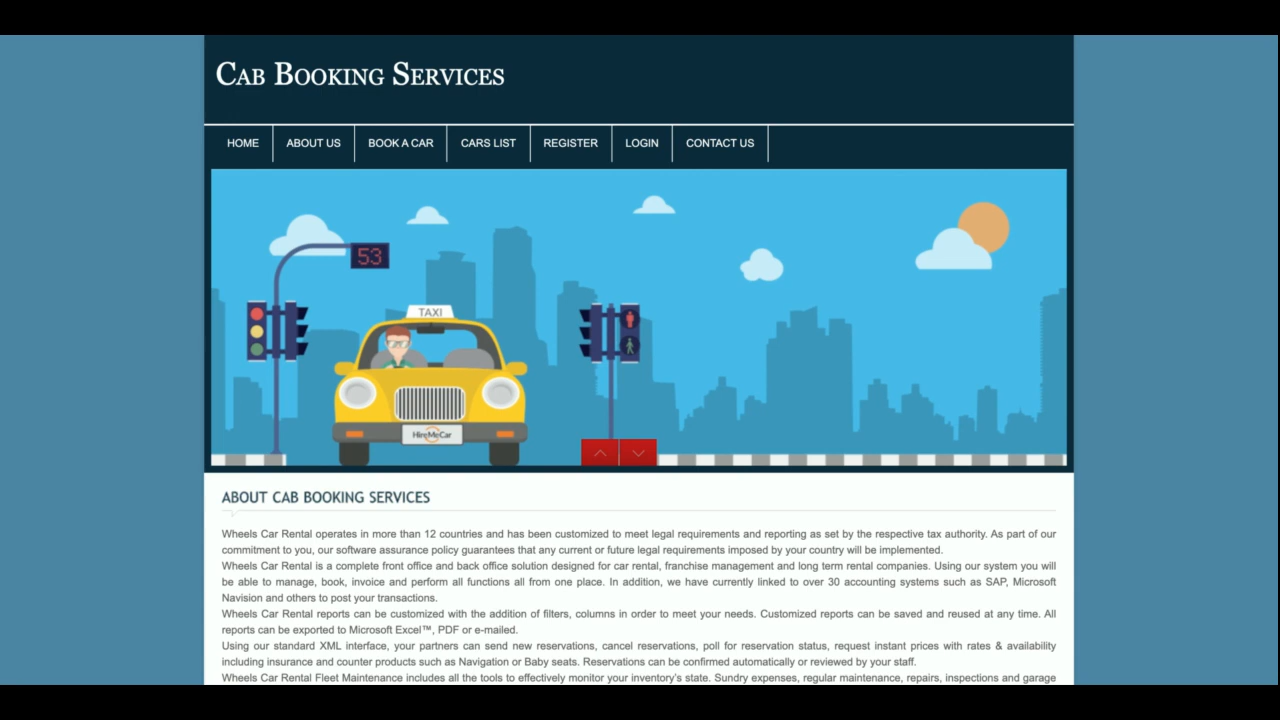 Cab Booking Services
HOME ABOUT US BOOK A CAR CARS LIST REGISTER LOGIN CONTACT US
53
TAXI
HireMeCar
ABOUT CAB BOOKING SERVICES
Wheels Car Rental operates in more than 12 countries and has been customized to meet legal requirements and reporting as set by the respective tax authority. As part of our
commitment to you, our software assurance policy guarantees that any current or future legal requirements imposed by your country will be implemented.
Wheels Car Rental is a complete front office and back office solution designed for car rental, franchise management and long term rental companies. Using our system you will
be able to manage, book, invoice and perform all functions all from one place. In addition, we have currently linked to over 30 accounting systems such as SAP, Microsoft
Navision and others to post your transactions.
Wheels Car Rental reports can be customized with the addition of filters, columns in order to meet your needs. Customized reports can be saved and reused at any time. All
reports can be exported to Microsoft Excel™, PDF or e-mailed.
Using our standard XML interface, your partners can send new reservations, cancel reservations, poll for reservation status, request instant prices with rates & availability
including insurance and counter products such as Navigation or Baby seats. Reservations can be confirmed automatically or reviewed by your staff.
Wheels Car Rental Fleet Maintenance includes all the tools to effectively monitor your inventory's state. Sundry expenses, regular maintenance, repairs, inspections and garage